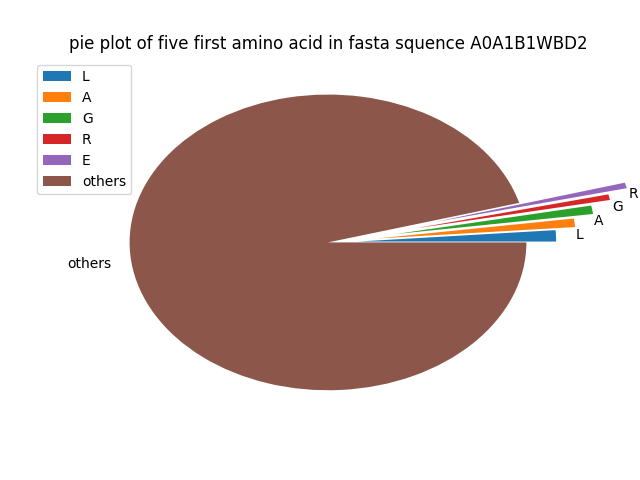 pie plot of five first amino acid in fasta squence A0A1B1WBD2
L
A
G
R
E
others
R
G
A
L
others